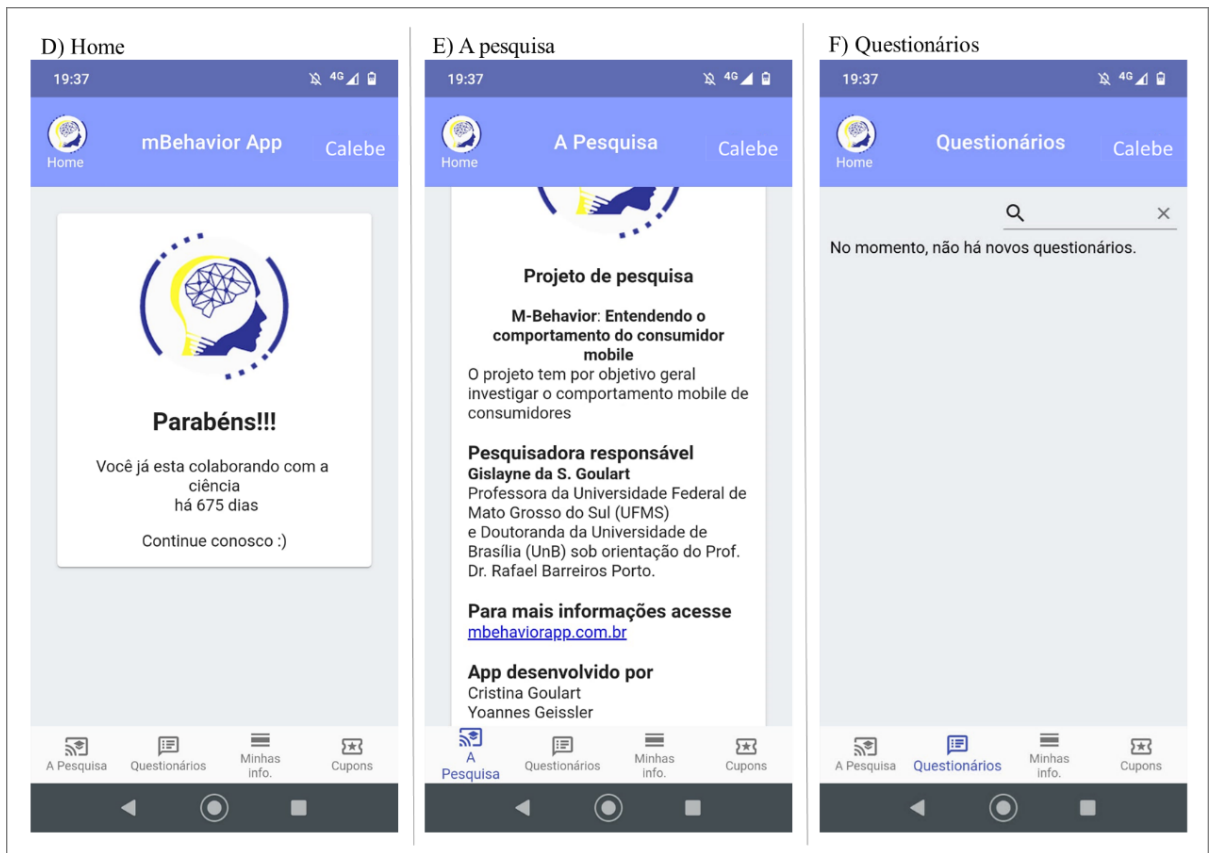 D) Home
19:37
4G
Home
mBehavior App
Calebe
Parabéns!!!
Você já esta colaborando com a
ciência
há 675 dias
Continue conosco :)
A Pesquisa
Questionários
Minhas
info.
Cupons
E) A pesquisa
19:37
4G
Home
A Pesquisa
Calebe
Projeto de pesquisa
M-Behavior: Entendendo o
comportamento do consumidor
mobile
O projeto tem por objetivo geral
investigar o comportamento mobile de
consumidores
Pesquisadora responsável
Gislayne da S. Goulart
Professora da Universidade Federal de
Mato Grosso do Sul (UFMS)
e Doutoranda da Universidade de
Brasília (UnB) sob orientação do Prof.
Dr. Rafael Barreiros Porto.
Para mais informações acesse
mbehaviorapp.com.br
App desenvolvido por
Cristina Goulart
Yoannes Geissler
A
Pesquisa
Questionários
Minhas
info.
Cupons
F) Questionários
19:37
4G
Home
Questionários
Calebe
No momento, não há novos questionários.
A Pesquisa
Questionários
Minhas
info.
Cupons